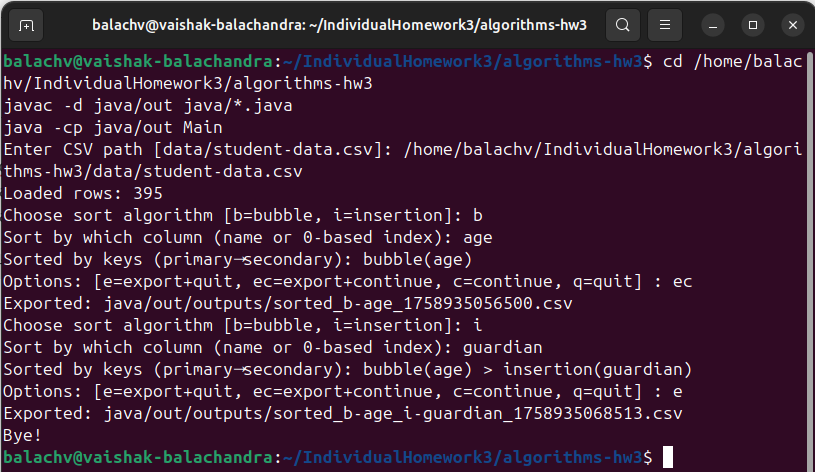 balachv@vaishak-balachandra: ~/IndividualHomework3/algorithms-hw3
balachv@vaishak-balachandra:~/IndividualHomework3/algorithms-hw3$ cd /home/balac
hv/IndividualHomework3/algorithms-hw3
javac -d java/out java/*.java
java -cp java/out Main
Enter CSV path [data/student-data.csv]: /home/balachv/IndividualHomework3/algori
thms-hw3/data/student-data.csv
Loaded rows: 395
Choose sort algorithm [b=bubble, i=insertion]: b
Sort by which column (name or 0-based index): age
Sorted by keys (primary→secondary): bubble(age)
Options: [e=export+quit, ec=export+continue, c=continue, q=quit] : ec
Exported: java/out/outputs/sorted_b-age_1758935056500.csv
Choose sort algorithm [b=bubble, i=insertion]: i
Sort by which column (name or 0-based index): guardian
Sorted by keys (primary→secondary): bubble(age) > insertion(guardian)
Options: [e=export+quit, ec=export+continue, c=continue, q=quit] : e
Exported: java/out/outputs/sorted_b-age_i-guardian_1758935068513.csv
Bye!
balachv@vaishak-balachandra:~/IndividualHomework3/algorithms-hw3$